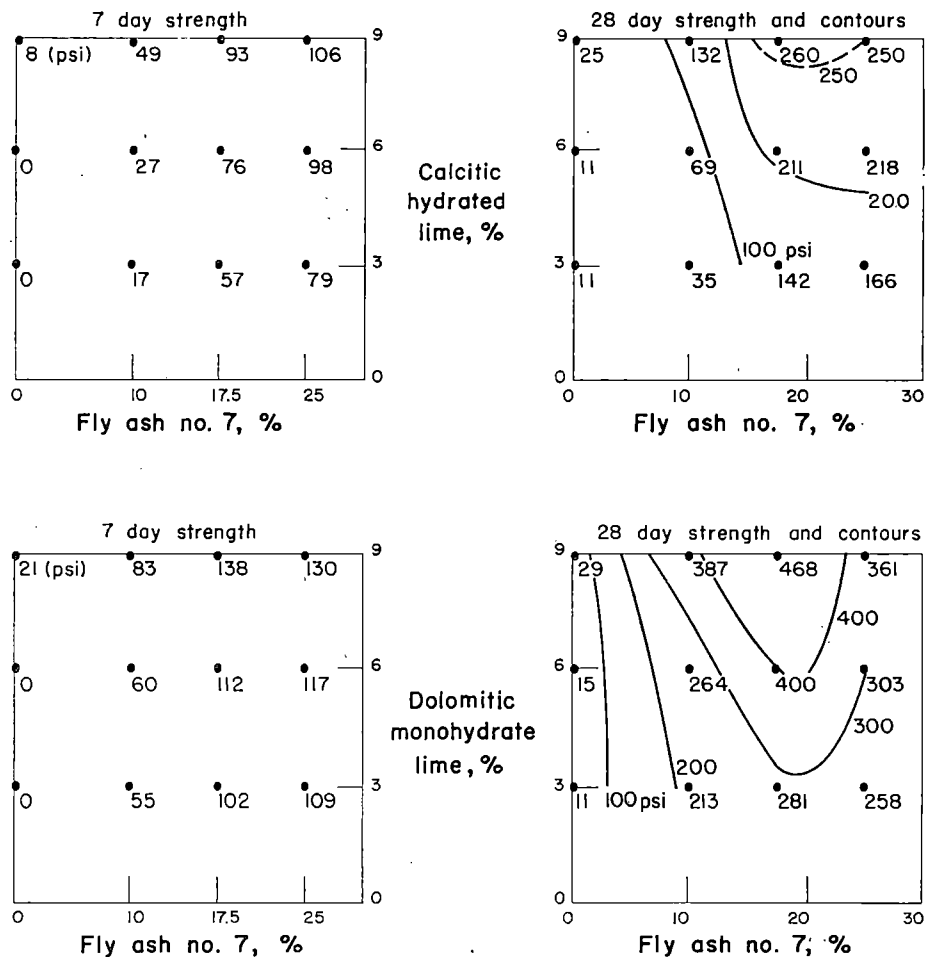 7 day strength
9
8 (psi) 49 93 106
6
0 27 76 98
3
0 17 57 79
0
0 10 17.5 25
Fly ash no. 7, %
Calcitic
hydrated
lime, %
28 day strength and contours
9
25 132 260 250
250
6
11 69 211 218
200
100 psi
3
11 35 142 166
0
0 10 20 30
Fly ash no. 7, %
7 day strength
9
21 (psi) 83 138 130
6
0 60 112 117
3
0 55 102 109
0
0 10 17.5 25
Fly ash no. 7, %
Dolomitic
monohydrate
lime, %
28 day strength and contours
9
29 387 468 361
400
6
15 264 400 303
300
200
3
11 100 psi 213 281 258
0
0 10 20 30
Fly ash no. 7, %